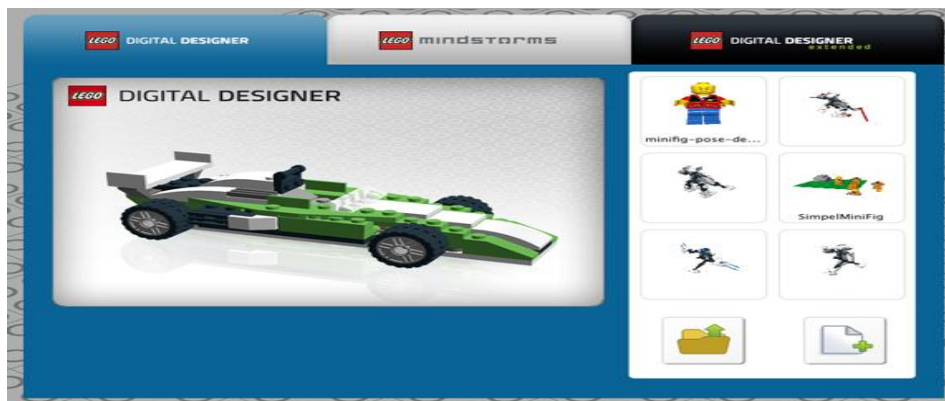 LEGO DIGITAL DESIGNER
LEGO mindstorms
LEGO DIGITAL DESIGNER
extended
LEGO DIGITAL DESIGNER
minifig-pose-de...
SimpelMiniFig